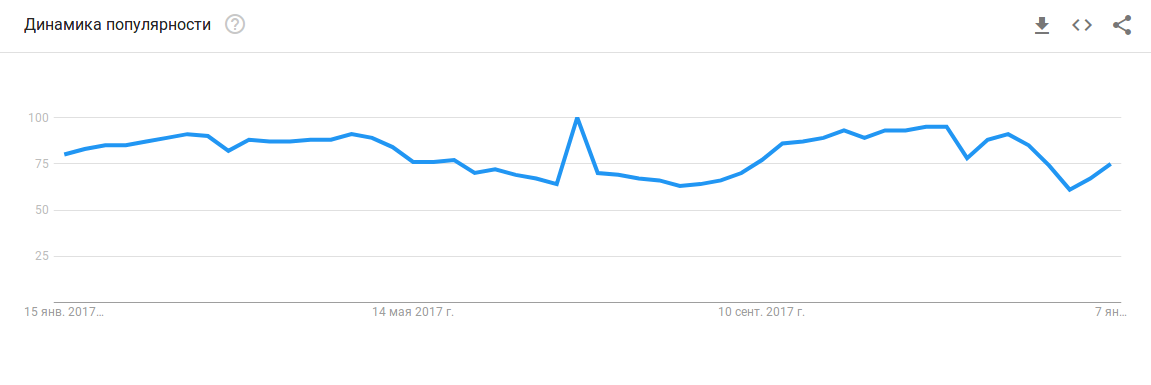 Динамика популярности ?
100
75
50
25
15 янв. 2017…
14 мая 2017 г.
10 сент. 2017 г.
7 ян…